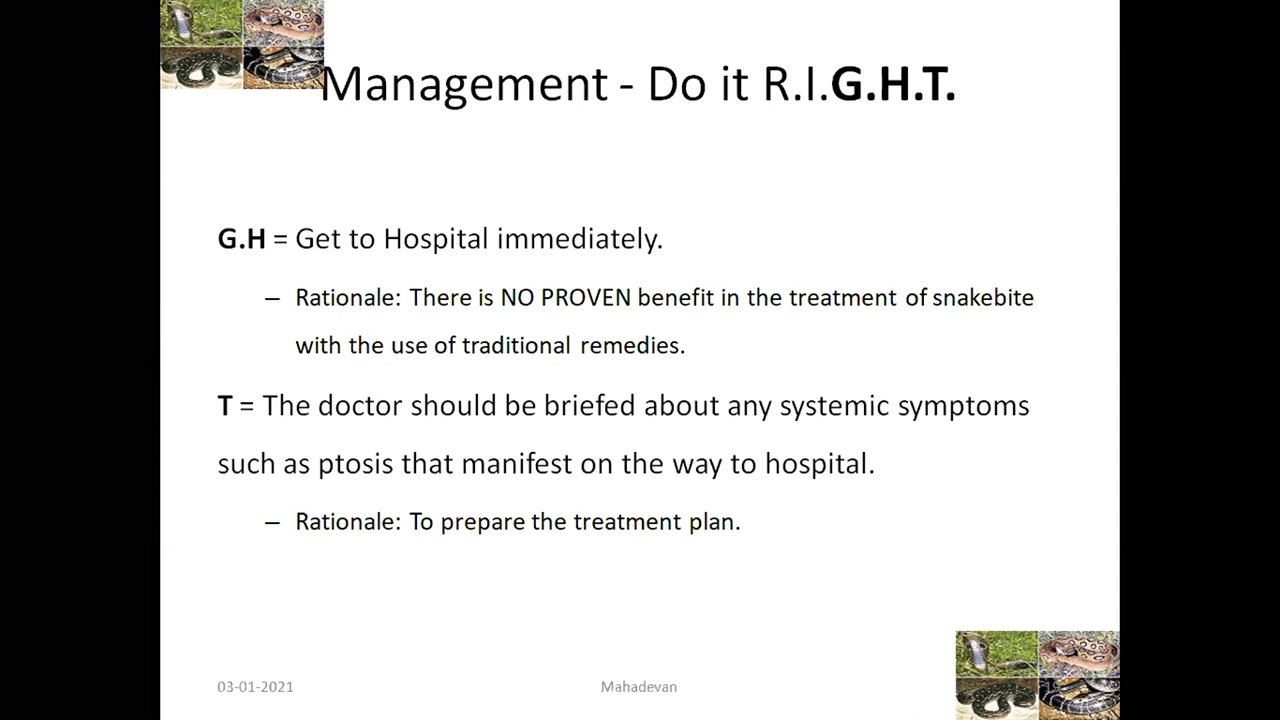 Management - Do it R.I.G.H.T.
G.H = Get to Hospital immediately.
– Rationale: There is NO PROVEN benefit in the treatment of snakebite
with the use of traditional remedies.
T = The doctor should be briefed about any systemic symptoms
such as ptosis that manifest on the way to hospital.
– Rationale: To prepare the treatment plan.
03-01-2021
Mahadevan